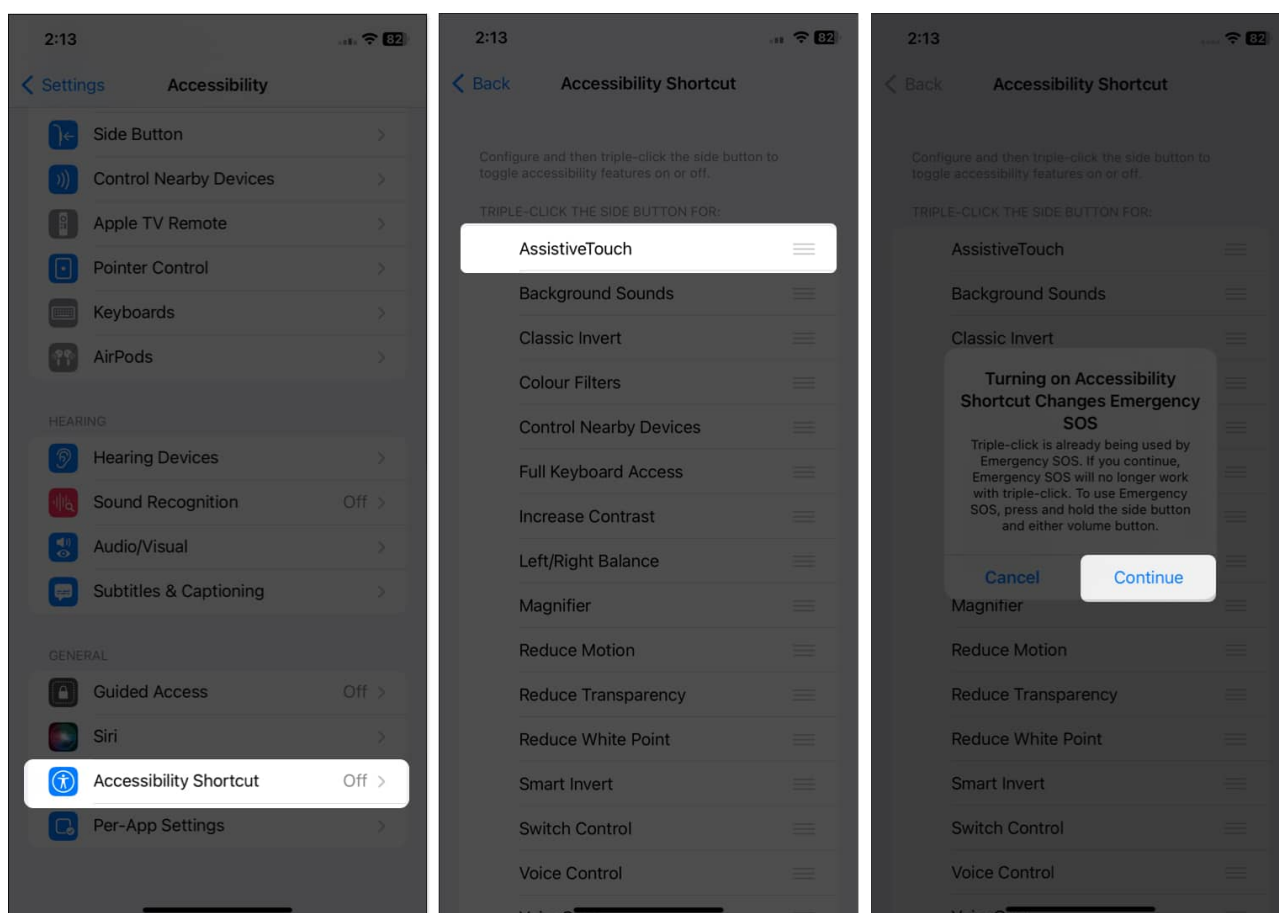 2:13
82
Settings
Accessibility
Side Button
Control Nearby Devices
Apple TV Remote
Pointer Control
Keyboards
AirPods
HEARING
Hearing Devices
Sound Recognition Off
Audio/Visual
Subtitles & Captioning
GENERAL
Guided Access Off
Siri
Accessibility Shortcut Off
Per-App Settings
2:13
82
Back
Accessibility Shortcut
Configure and then triple-click the side button to
toggle accessibility features on or off.
TRIPLE-CLICK THE SIDE BUTTON FOR:
AssistiveTouch
Background Sounds
Classic Invert
Colour Filters
Control Nearby Devices
Full Keyboard Access
Increase Contrast
Left/Right Balance
Magnifier
Reduce Motion
Reduce Transparency
Reduce White Point
Smart Invert
Switch Control
Voice Control
2:13
82
Back
Accessibility Shortcut
Configure and then triple-click the side button to
toggle accessibility features on or off.
TRIPLE-CLICK THE SIDE BUTTON FOR:
AssistiveTouch
Background Sounds
Classic Invert
Turning on Accessibility
Shortcut Changes Emergency
SOS
Triple-click is already being used by
Emergency SOS. If you continue,
Emergency SOS will no longer work
with triple-click. To use Emergency
SOS, press and hold the side button
and either volume button.
Cancel
Continue
Magnifier
Reduce Motion
Reduce Transparency
Reduce White Point
Smart Invert
Switch Control
Voice Control